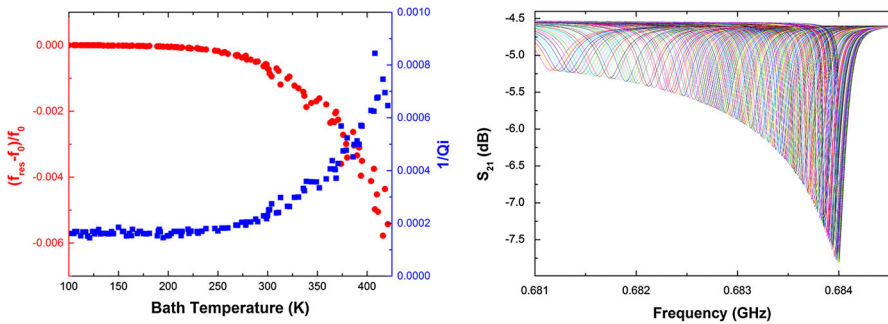 0.000
-0.002
-0.004
-0.006
(fres-f0)/f0
0.0010
0.0008
0.0006
0.0004
0.0002
0.0000
1/Qi
100 150 200 250 300 350 400
Bath Temperature (K)
-4.5
-5.0
-5.5
-6.0
-6.5
-7.0
-7.5
S21 (dB)
0.681 0.682 0.683 0.684
Frequency (GHz)